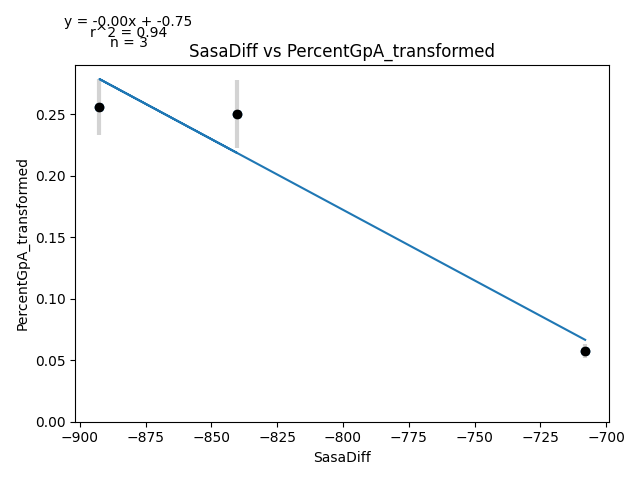 y = -0.00x + -0.75
r^2 = 0.94
n = 3
SasaDiff vs PercentGpA_transformed
PercentGpA_transformed
0.25
0.20
0.15
0.10
0.05
0.00
−900 −875 −850 −825 −800 −775 −750 −725 −700
SasaDiff